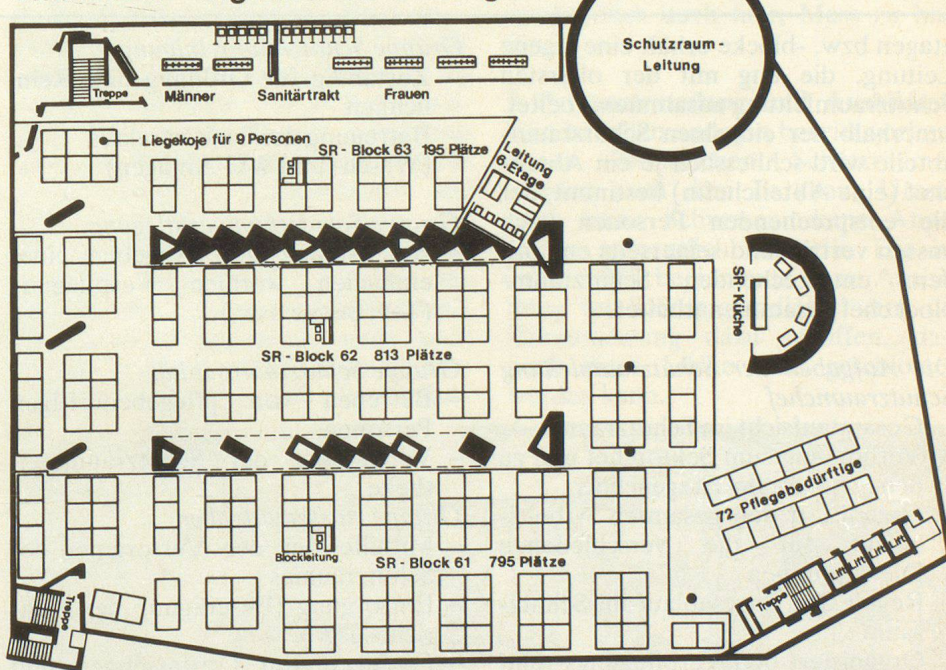 Schutzraum-
Leitung
Treppe
Männer
Sanitärtrakt
Frauen
Liegekoje für 9 Personen
SR - Block 63 195 Plätze
Leitung
6. Etage
SR-Küche
SR - Block 62 813 Plätze
72 Pflegebedürftige
Blockleitung
SR - Block 61 795 Plätze
Lift
Lift
Lift
Lift
Treppe
Treppe